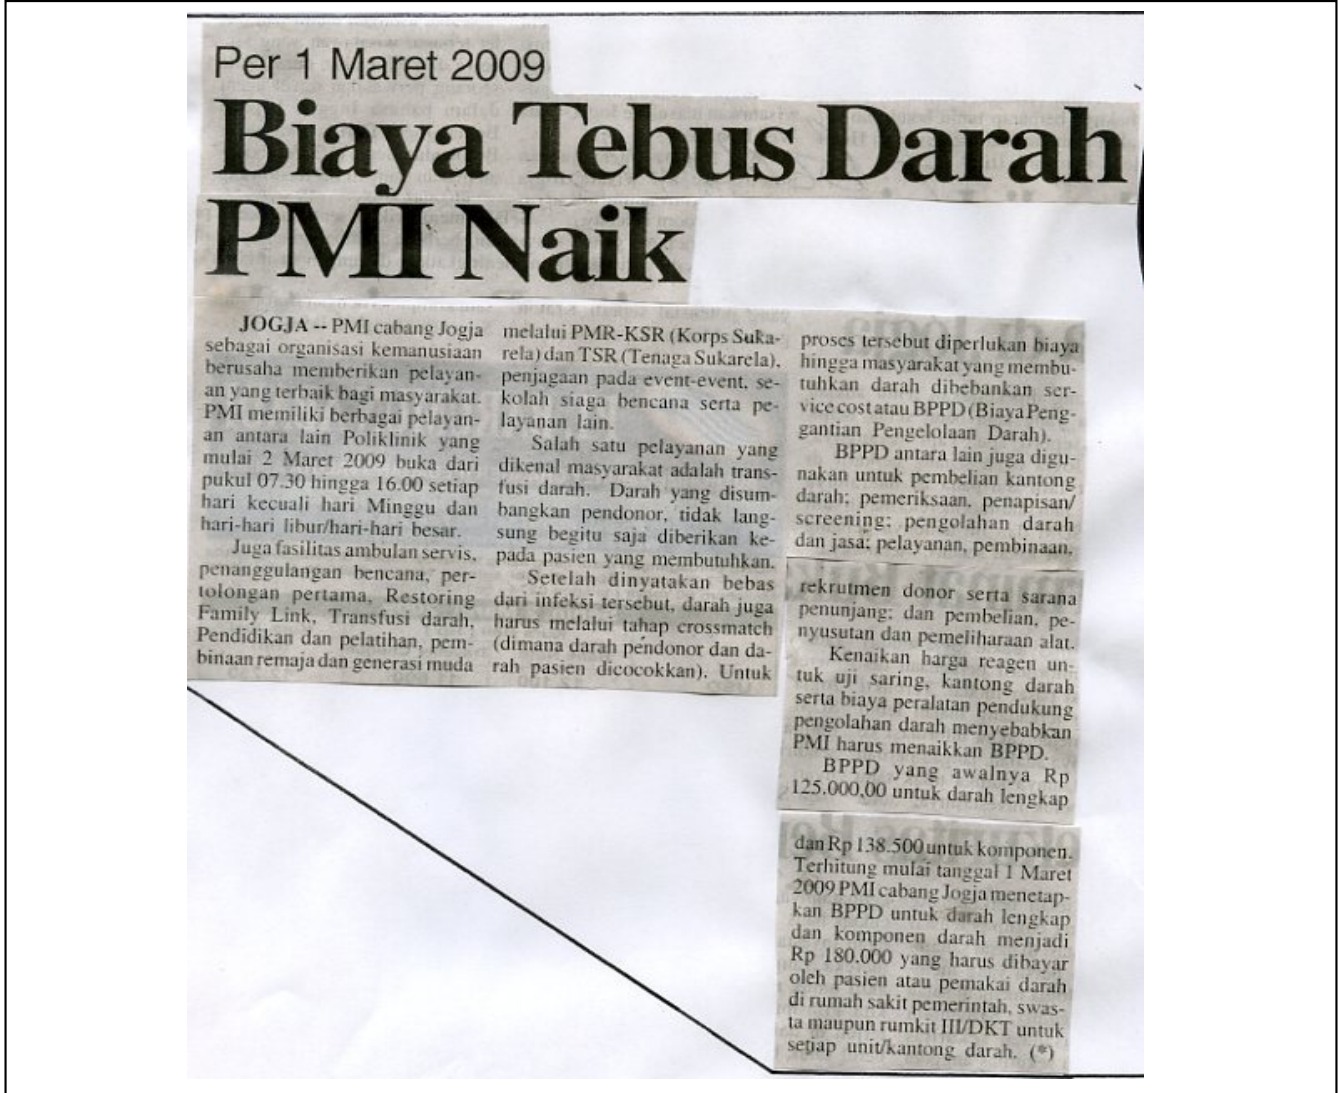 Per 1 Maret 2009
Biaya Tebus Darah
PMI Naik
JOGJA -- PMI cabang Jogja
sebagai organisasi kemanusiaan
berusaha memberikan pelayan-
an yang terbaik bagi masyarakat.
PMI memiliki berbagai pelayan-
an antara lain Poliklinik yang
mulai 2 Maret 2009 buka dari
pukul 07.30 hingga 16.00 setiap
hari kecuali hari Minggu dan
hari-hari libur/hari-hari besar.
Juga fasilitas ambulan servis,
penanggulangan bencana, per-
tolongan pertama, Restoring
Family Link, Transfusi darah,
Pendidikan dan pelatihan, pem-
binaan remaja dan generasi muda
melalui PMR-KSR (Korps Suka-
rela) dan TSR (Tenaga Sukarela),
penjagaan pada event-event, se-
kolah siaga bencana serta pe-
layanan lain.
Salah satu pelayanan yang
dikenal masyarakat adalah trans-
fusi darah. Darah yang disum-
bangkan pendonor, tidak lang-
sung begitu saja diberikan ke-
pada pasien yang membutuhkan.
Setelah dinyatakan bebas
dari infeksi tersebut, darah juga
harus melalui tahap crossmatch
(dimana darah pendonor dan da-
rah pasien dicocokkan). Untuk
proses tersebut diperlukan biaya
hingga masyarakat yang membu-
tuhkan darah dibebankan ser-
vice cost atau BPPD (Biaya Peng-
gantian Pengelolaan Darah).
BPPD antara lain juga digu-
nakan untuk pembelian kantong
darah; pemeriksaan, penapisan/
screening; pengolahan darah
dan jasa; pelayanan, pembinaan,
rekrutmen donor serta sarana
penunjang; dan pembelian, pe-
nyusutan dan pemeliharaan alat.
Kenaikan harga reagen un-
tuk uji saring, kantong darah
serta biaya peralatan pendukung
pengolahan darah menyebabkan
PMI harus menaikkan BPPD.
BPPD yang awalnya Rp
125.000,00 untuk darah lengkap
dan Rp 138.500 untuk komponen.
Terhitung mulai tanggal 1 Maret
2009 PMI cabang Jogja menetap-
kan BPPD untuk darah lengkap
dan komponen darah menjadi
Rp 180.000 yang harus dibayar
oleh pasien atau pemakai darah
di rumah sakit pemerintah, swas-
ta maupun rumkit III/DKT untuk
setiap unit/kantong darah. (*)